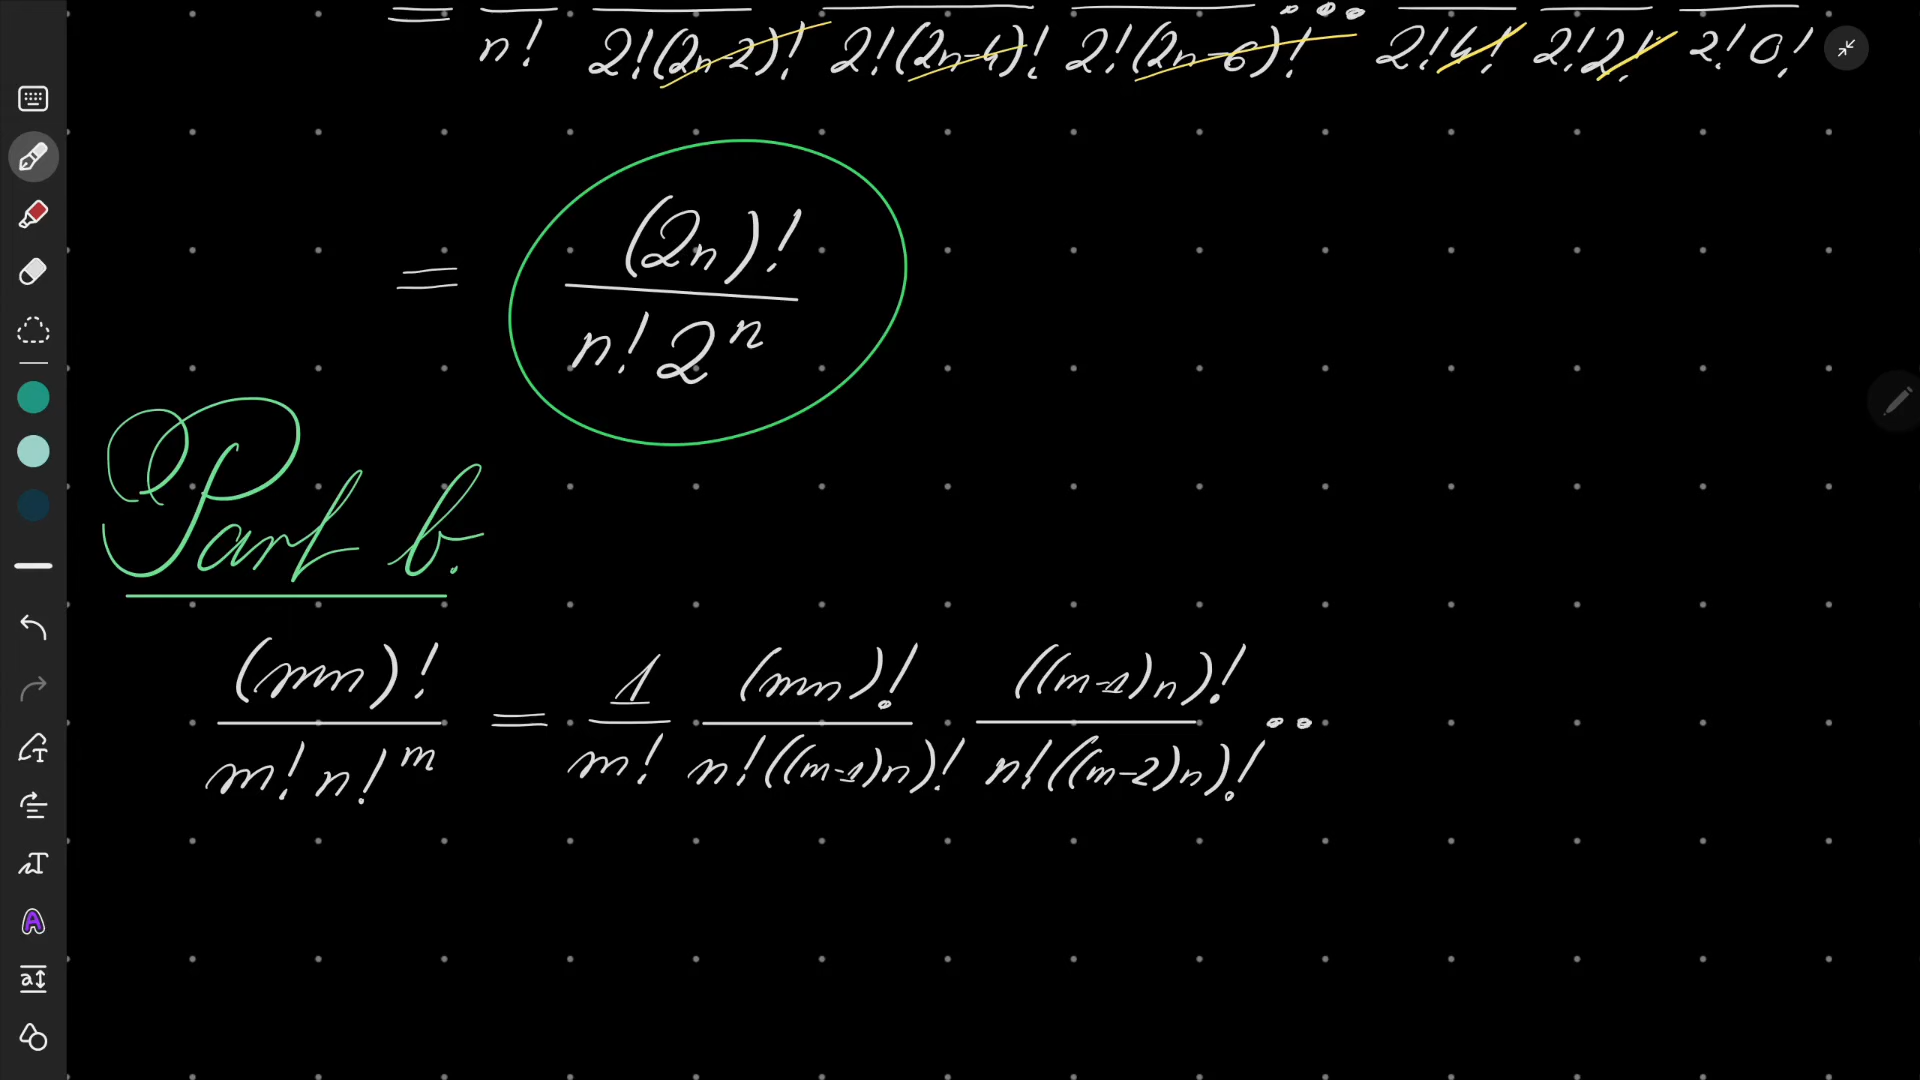 = ― / n! ― / 2!(2n-2)! ― / 2!(2n-4)! ― / 2!(2n-6)! ... ― / 2!4! ― / 2!2! ― / 2!0!
= (2n)! / n! 2^n
Part b.
(mn)! / m! n!^m = 1 / m! (mn)! / n!((m-1)n)! ((m-1)n)! / n!((m-2)n)! ..